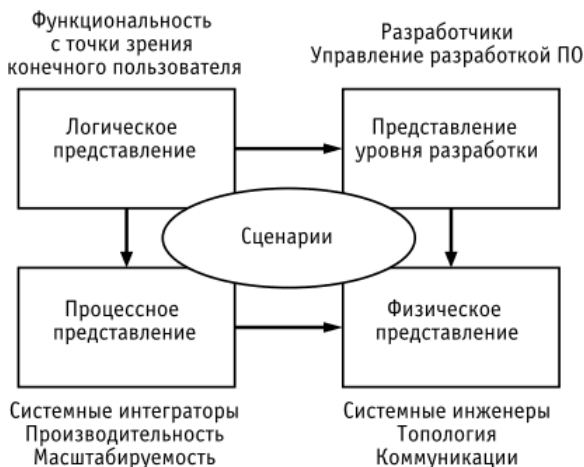 Функциональность
с точки зрения
конечного пользователя
Разработчики
Управление разработкой ПО
Логическое
представление
Представление
уровня разработки
Сценарии
Процессное
представление
Физическое
представление
Системные интеграторы
Производительность
Масштабируемость
Системные инженеры
Топология
Коммуникации